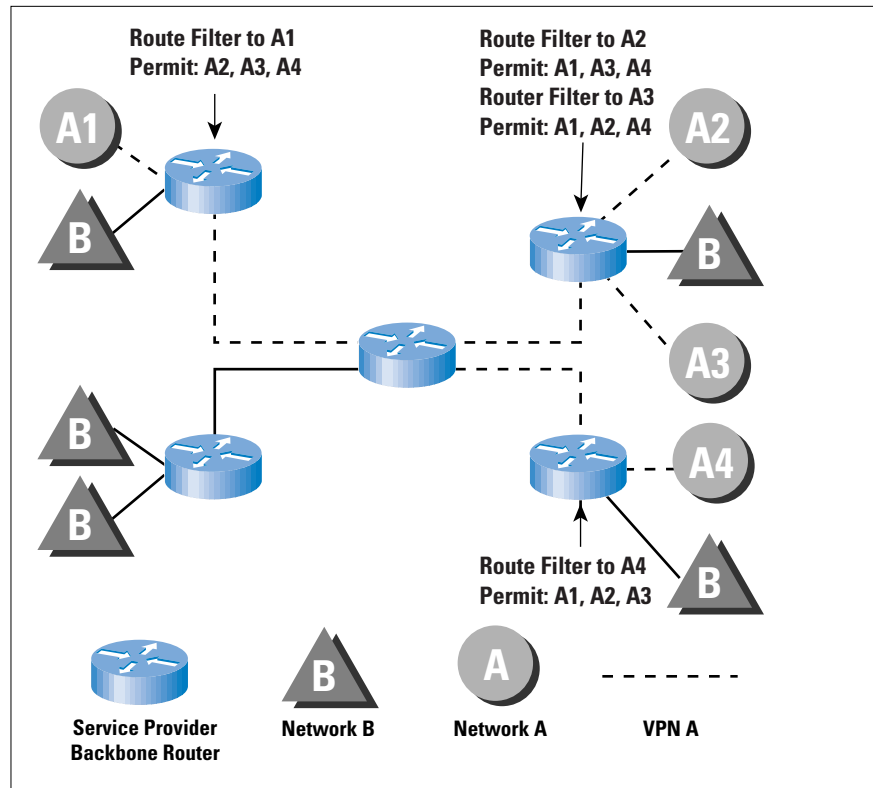 Route Filter to A1
Permit: A2, A3, A4
Route Filter to A2
Permit: A1, A3, A4
Router Filter to A3
Permit: A1, A2, A4
A1
A2
B
B
A3
B
A4
B
Route Filter to A4
Permit: A1, A2, A3
B
B
A
Service Provider
Backbone Router
Network B
Network A
VPN A